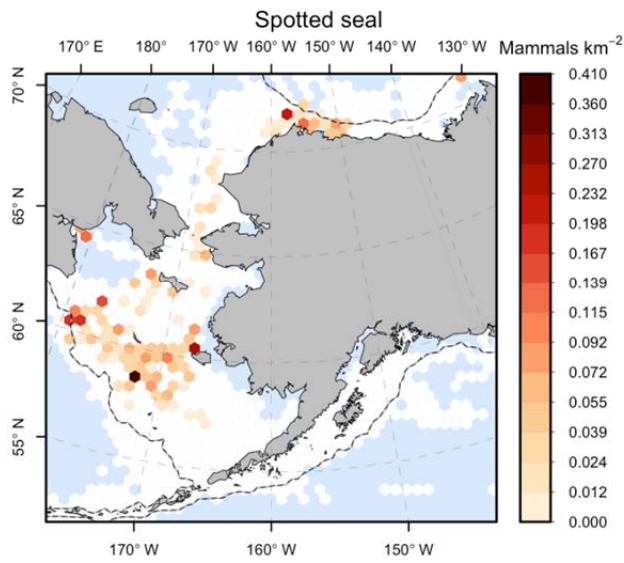 Spotted seal
170° E 180° 170° W 160° W 150° W 140° W 130° W
Mammals km⁻²
70° N
65° N
60° N
55° N
0.410
0.360
0.313
0.270
0.232
0.198
0.167
0.139
0.115
0.092
0.072
0.055
0.039
0.024
0.012
0.000
170° W 160° W 150° W